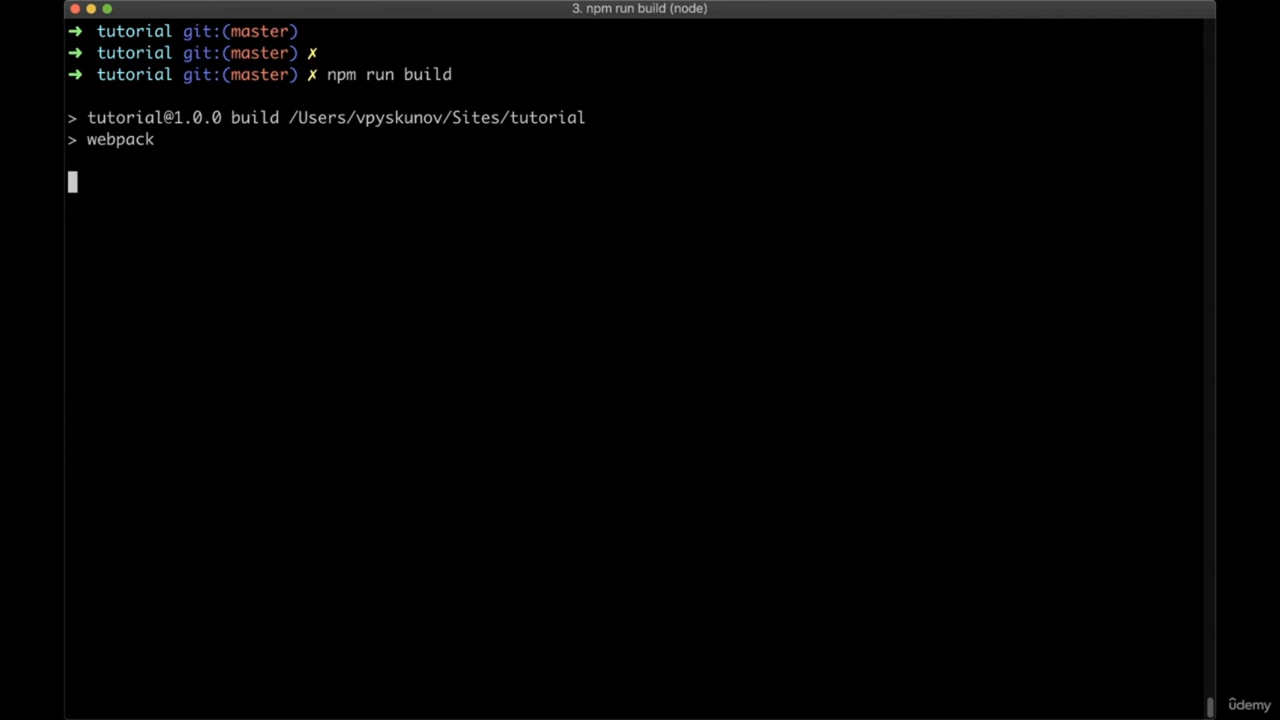 3. npm run build (node)
➜ tutorial git:(master)
➜ tutorial git:(master) ✗
➜ tutorial git:(master) ✗ npm run build
> tutorial@1.0.0 build /Users/vpyskunov/Sites/tutorial
> webpack
ûdemy